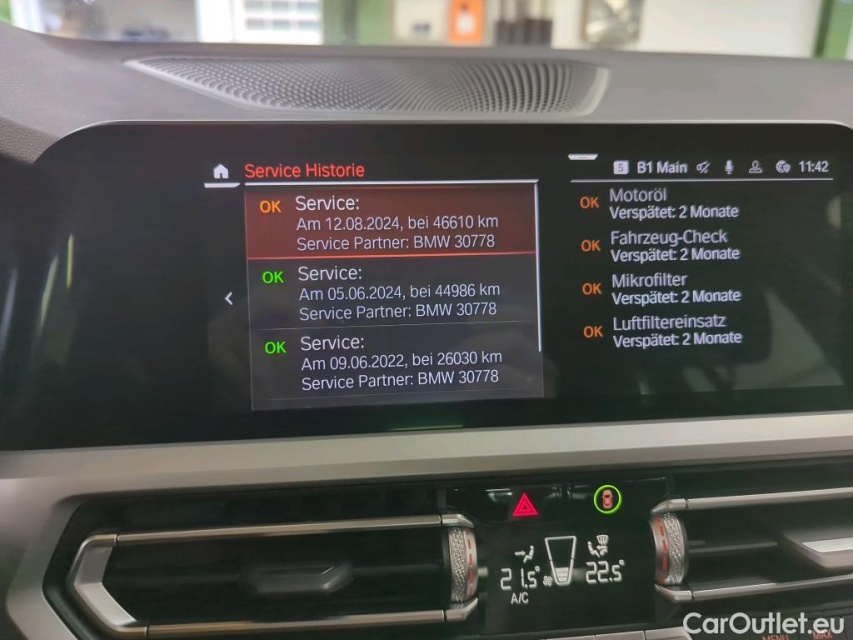 Service Historie
5 B1 Main 11:42
OK Service:
Am 12.08.2024, bei 46610 km
Service Partner: BMW 30778
OK Service:
Am 05.06.2024, bei 44986 km
Service Partner: BMW 30778
OK Service:
Am 09.06.2022, bei 26030 km
Service Partner: BMW 30778
OK Motoröl
Verspätet: 2 Monate
OK Fahrzeug-Check
Verspätet: 2 Monate
OK Mikrofilter
Verspätet: 2 Monate
OK Luftfiltereinsatz
Verspätet: 2 Monate
21.5° 22.5°
A/C
CarOutlet.eu